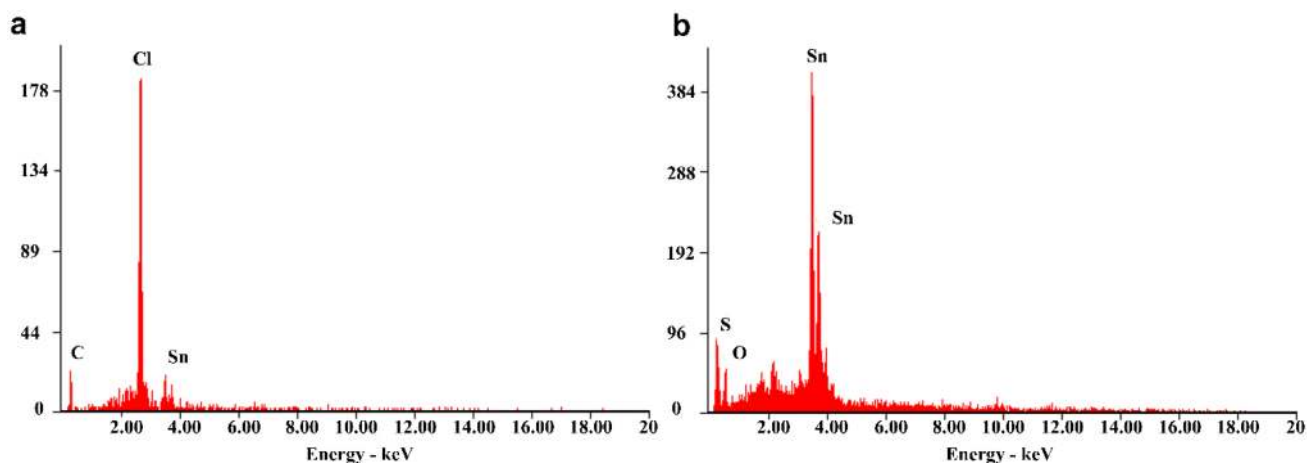 a
Cl
178
134
89
44
C
Sn
0
2.00 4.00 6.00 8.00 10.00 12.00 14.00 16.00 18.00 20
Energy - keV
b
Sn
384
288
Sn
192
96
S
O
0
2.00 4.00 6.00 8.00 10.00 12.00 14.00 16.00 18.00 20
Energy - keV